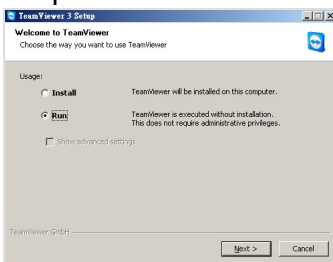 TeamViewer 3 Setup
Welcome to TeamViewer
Choose the way you want to use TeamViewer
Usage:
Install TeamViewer will be installed on this computer.
Run TeamViewer is executed without installation.
This does not require administrative privileges.
Show advanced settings
TeamViewer GmbH
Next > Cancel